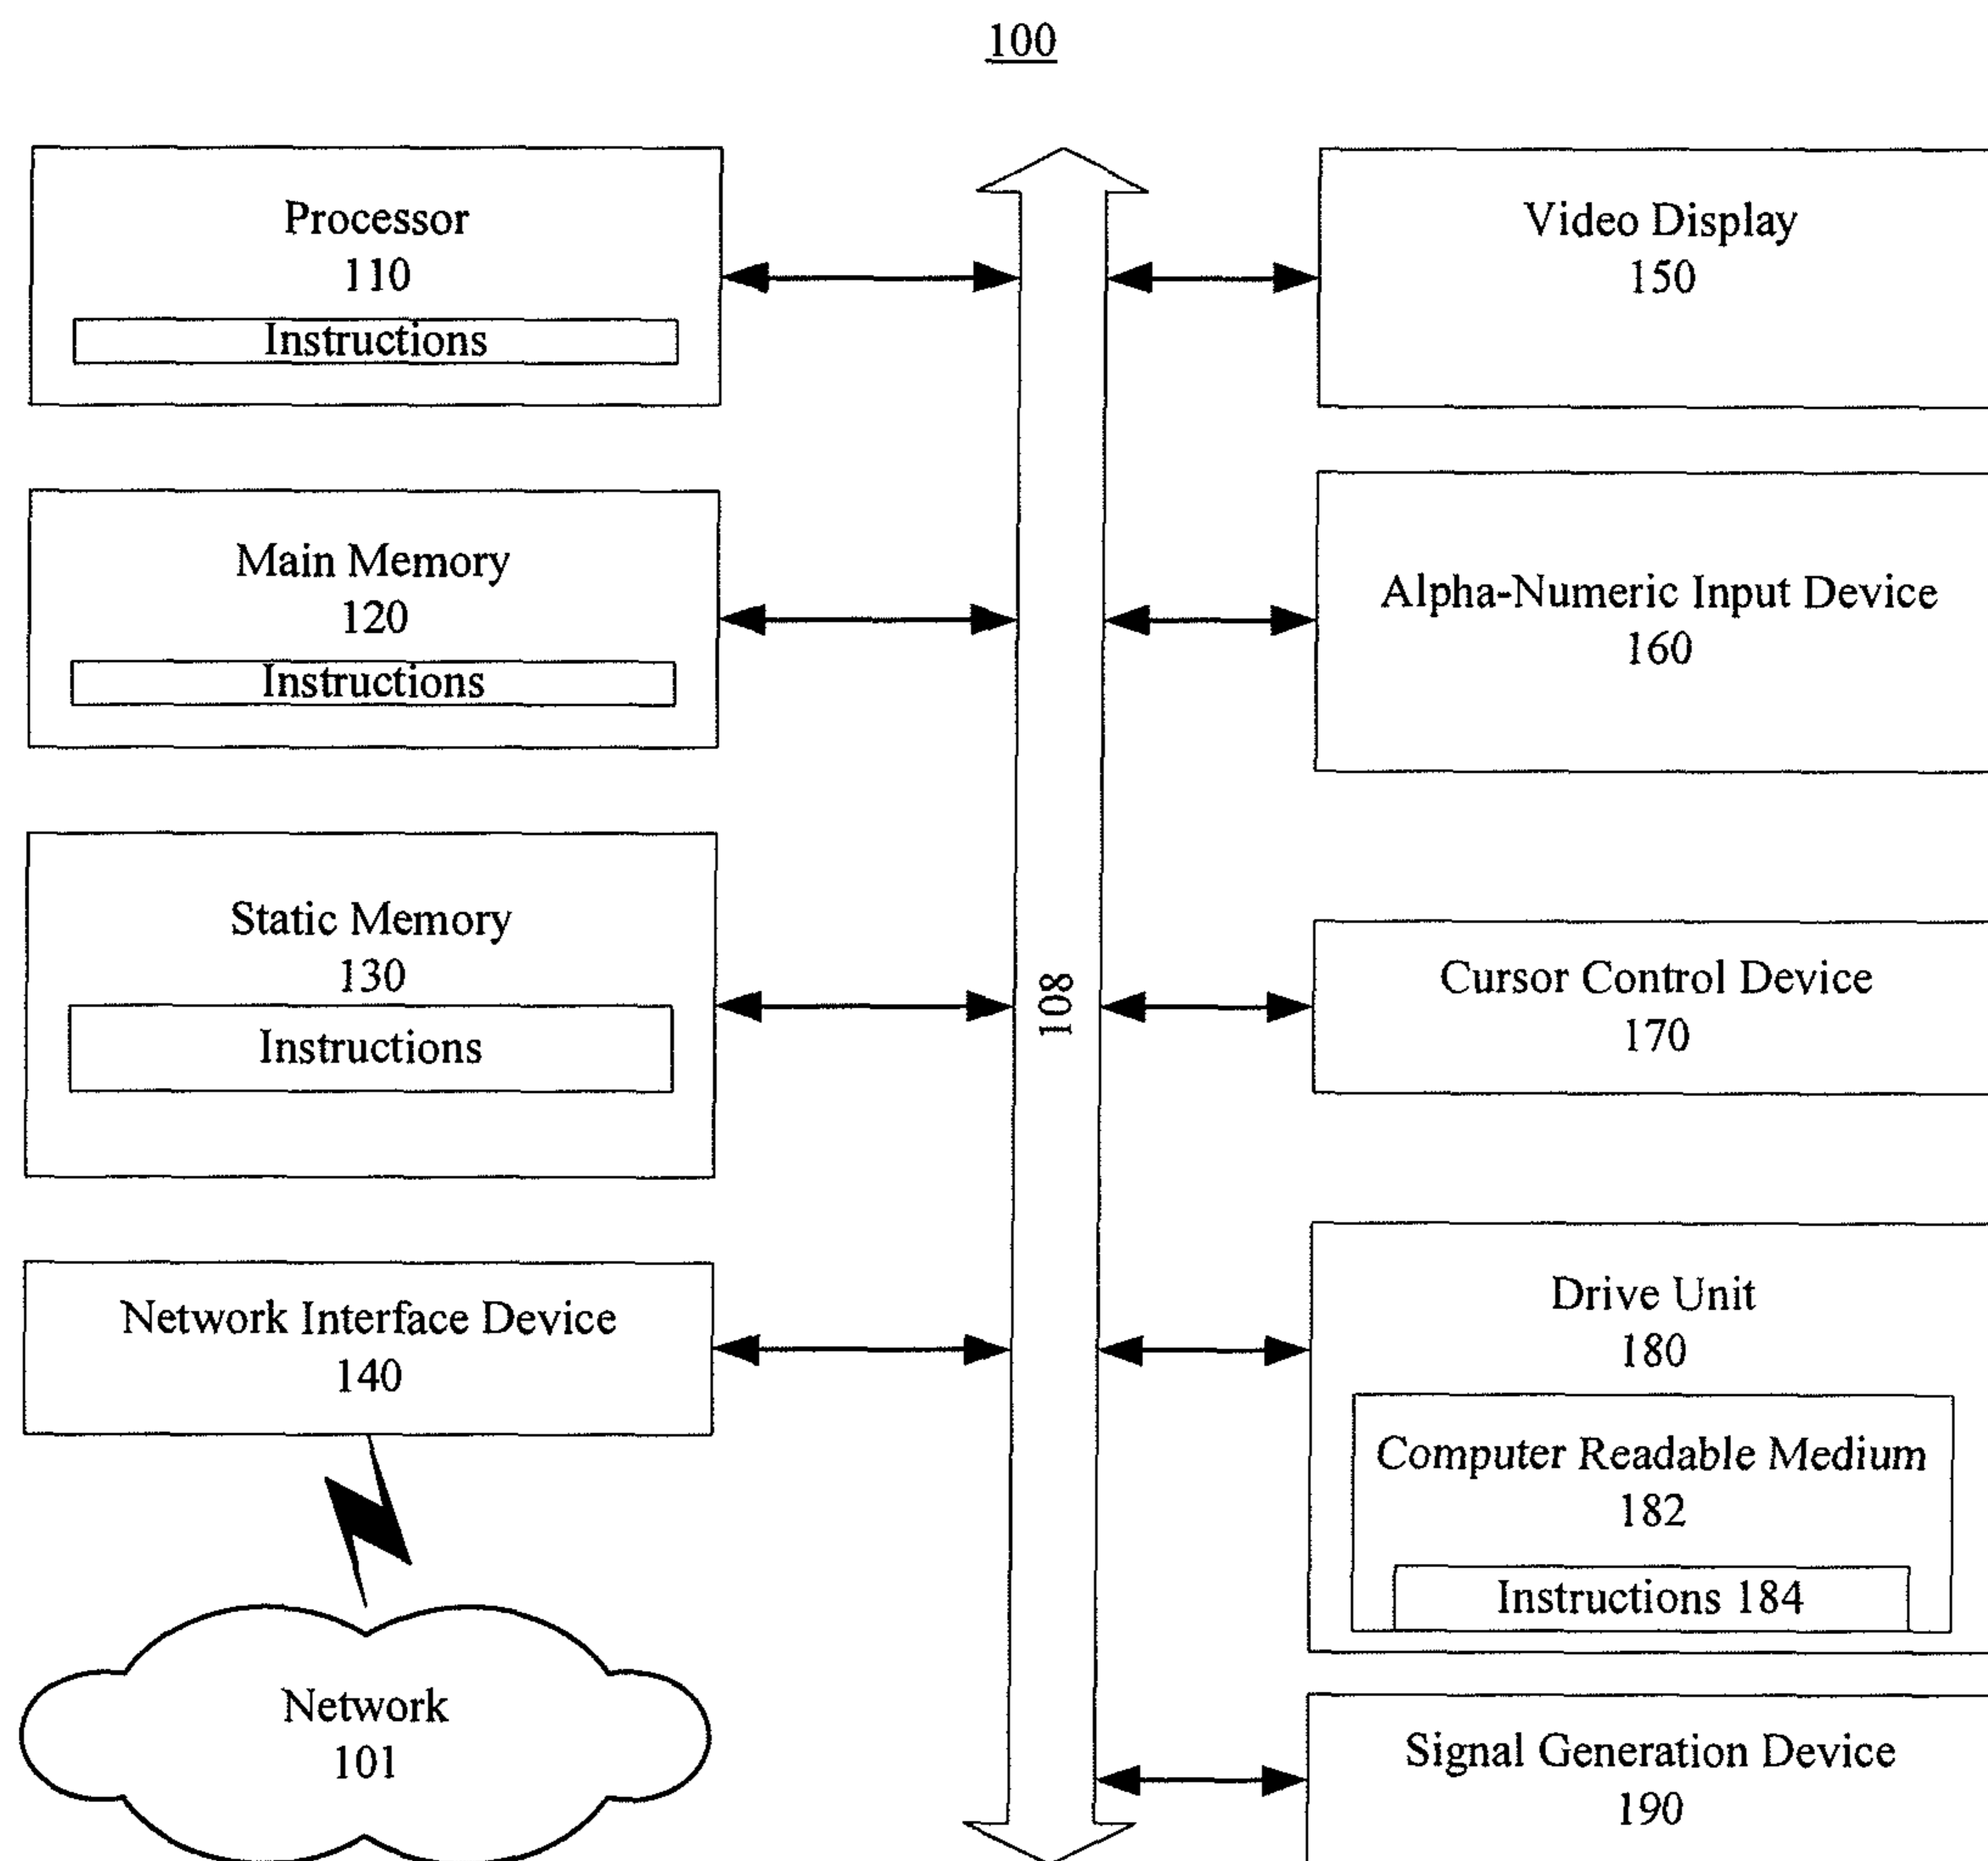 100
Processor
110
Instructions
Main Memory
120
Instructions
Static Memory
130
Instructions
Network Interface Device
140
Network
101
108
Video Display
150
Alpha-Numeric Input Device
160
Cursor Control Device
170
Drive Unit
180
Computer Readable Medium
182
Instructions 184
Signal Generation Device
190